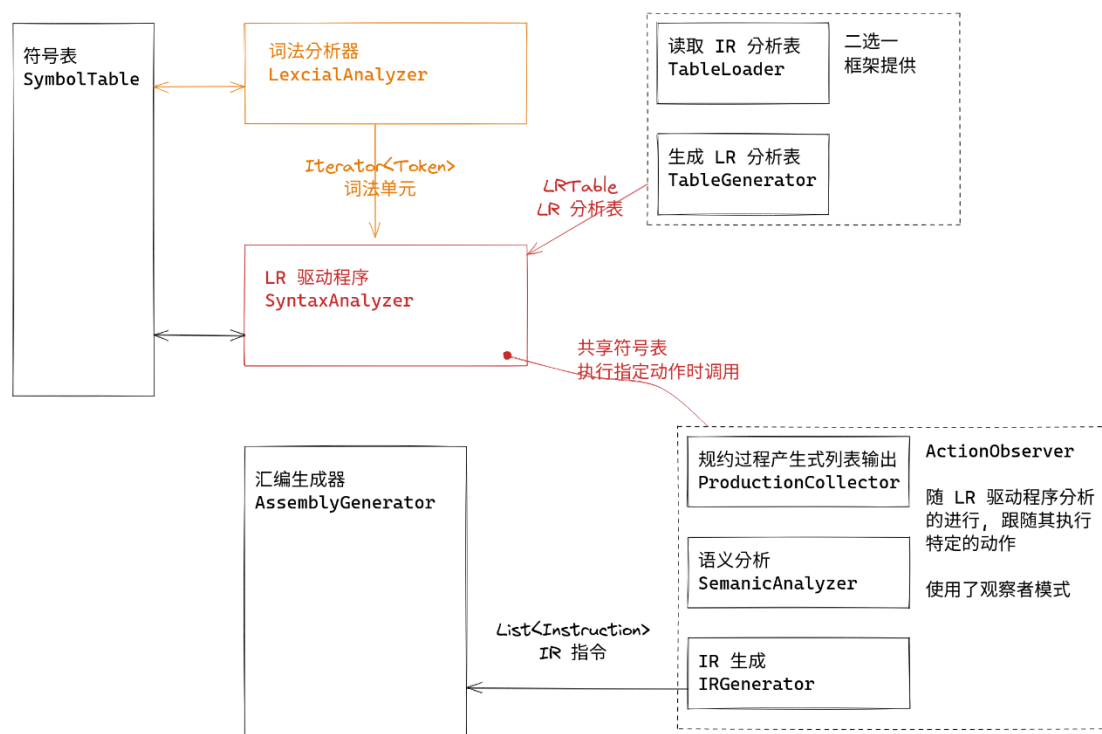 符号表
SymbolTable
词法分析器
LexcialAnalyzer
读取 IR 分析表
TableLoader
二选一
框架提供
生成 LR 分析表
TableGenerator
Iterator<Token>
词法单元
LRTable
LR 分析表
LR 驱动程序
SyntaxAnalyzer
共享符号表
执行指定动作时调用
汇编生成器
AssemblyGenerator
规约过程产生式列表输出
ProductionCollector
ActionObserver
随 LR 驱动程序分析
的进行, 跟随其执行
特定的动作
使用了观察者模式
语义分析
SemanicAnalyzer
List<Instruction>
IR 指令
IR 生成
IRGenerator